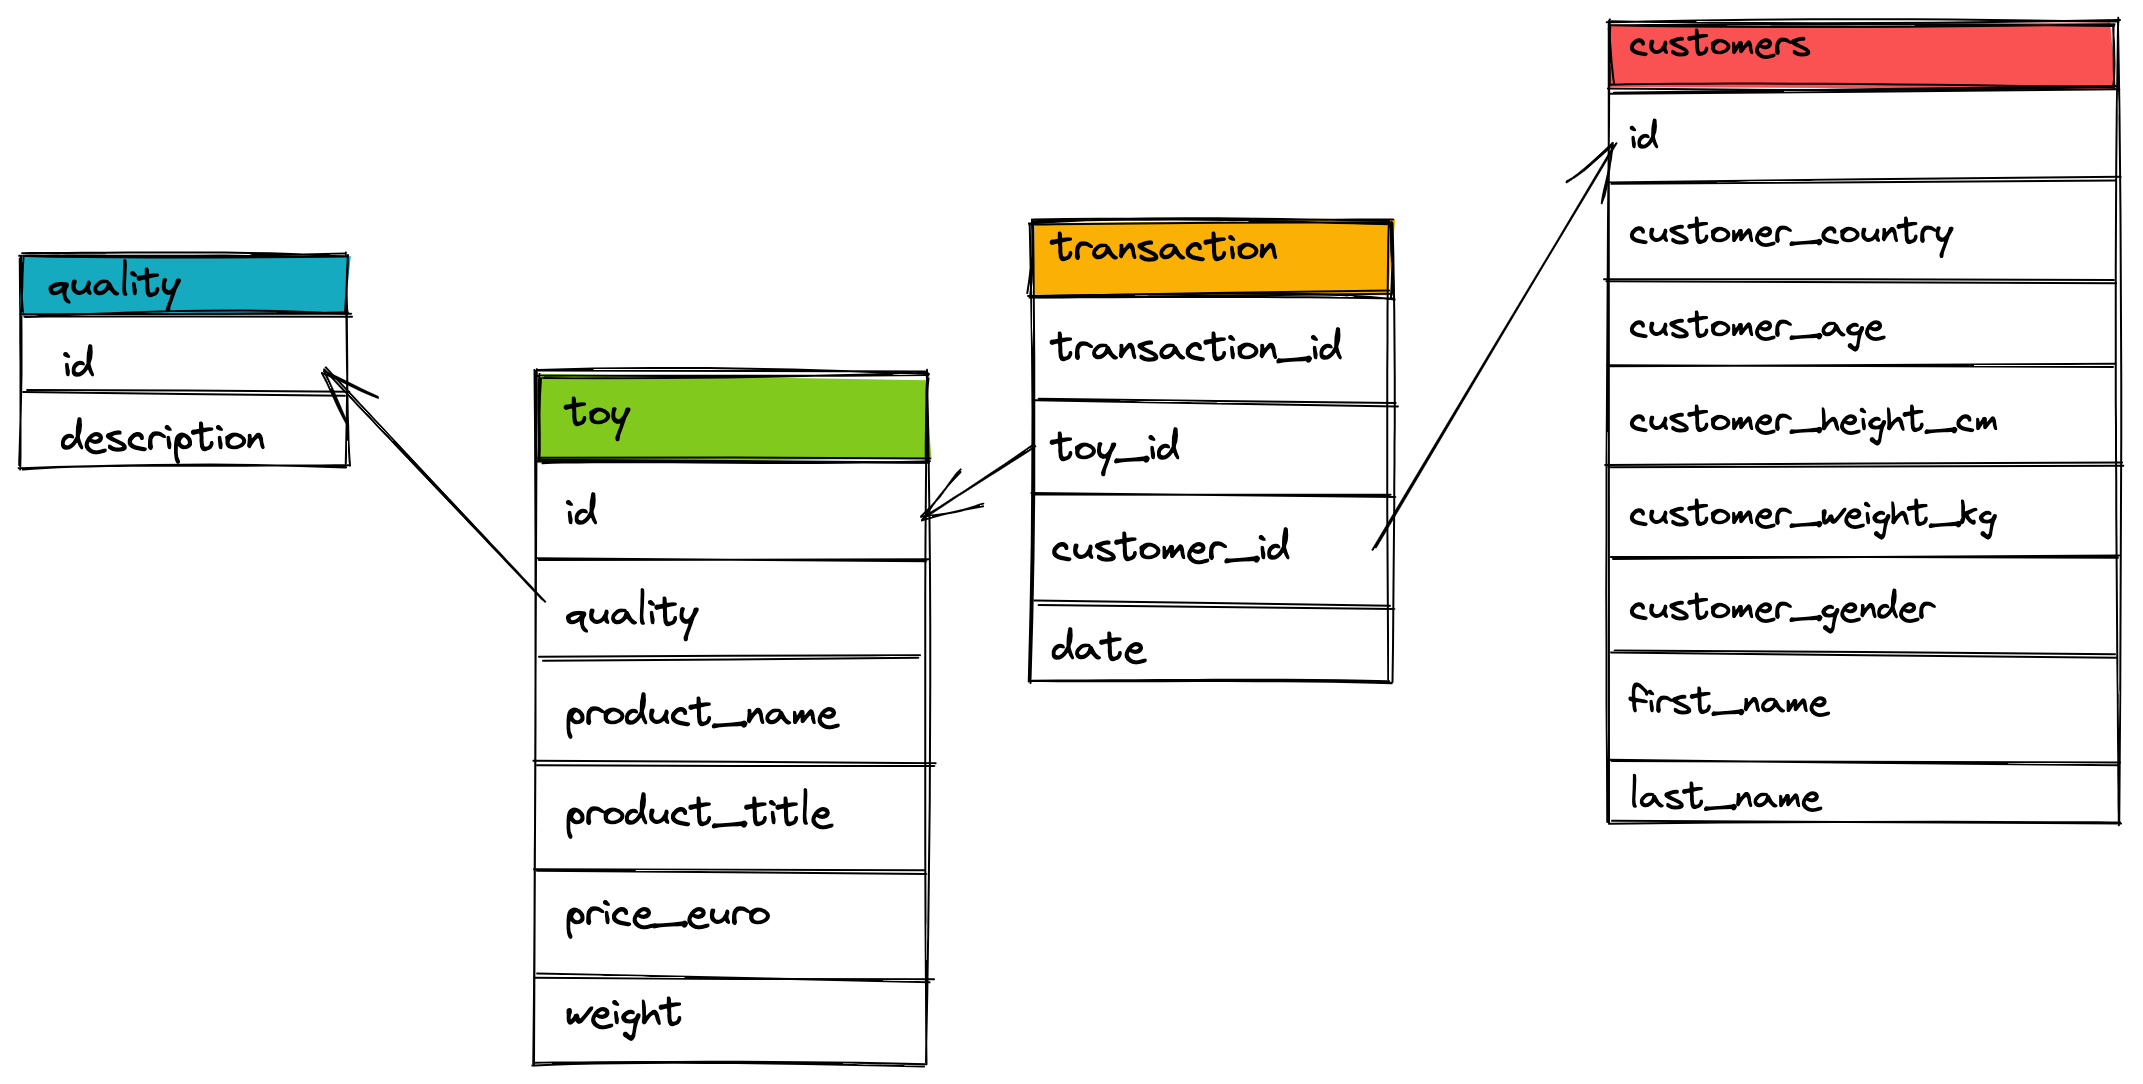 quality
id
description
toy
id
quality
product_name
product_title
price_euro
weight
transaction
transaction_id
toy_id
customer_id
date
customers
id
customer_country
customer_age
customer_height_cm
customer_weight_kg
customer_gender
first_name
last_name